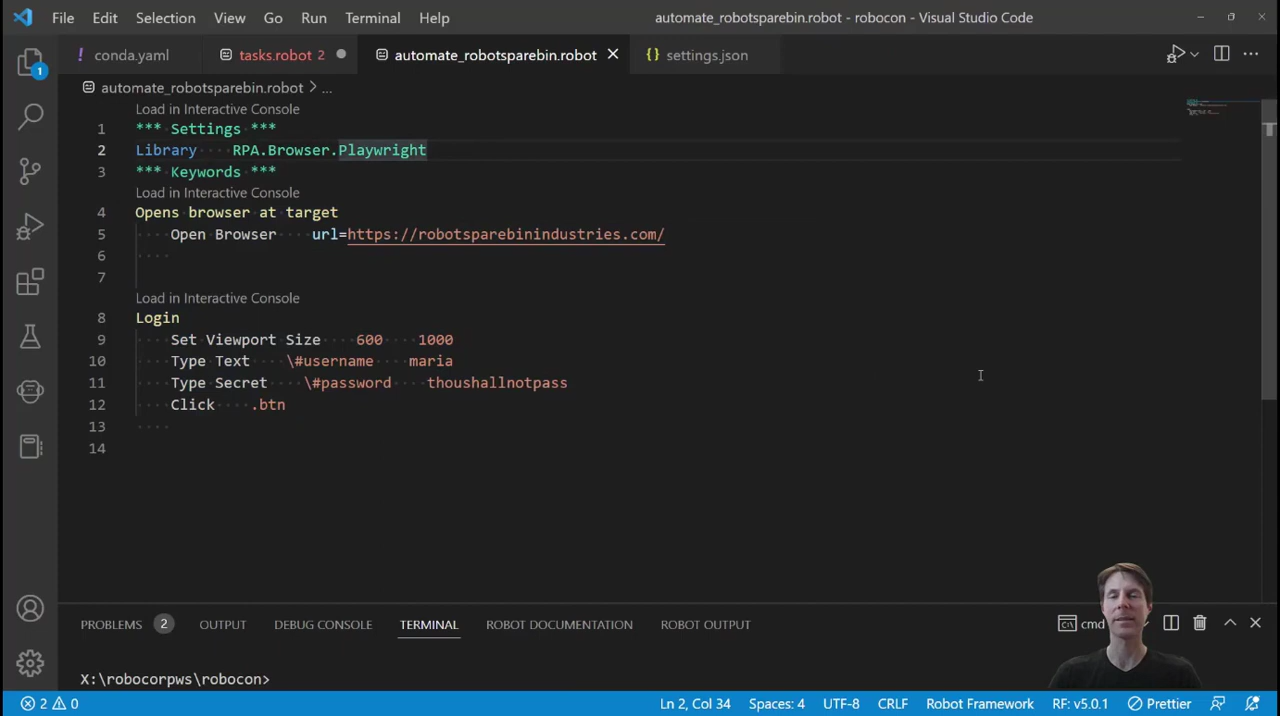 File Edit Selection View Go Run Terminal Help automate_robotsparebin.robot - robocon - Visual Studio Code
! conda.yaml tasks.robot 2 automate_robotsparebin.robot {} settings.json
1
automate_robotsparebin.robot > ...
Load in Interactive Console
1 *** Settings ***
2 Library    RPA.Browser.Playwright
3 *** Keywords ***
Load in Interactive Console
4 Opens browser at target
5     Open Browser    url=https://robotsparebinindustries.com/
6
7
Load in Interactive Console
8 Login
9     Set Viewport Size    600    1000
10     Type Text    \#username    maria
11     Type Secret    \#password    thoushallnotpass
12     Click    .btn
13
14
PROBLEMS 2 OUTPUT DEBUG CONSOLE TERMINAL ROBOT DOCUMENTATION ROBOT OUTPUT cmd
X:\robocorpws\robocon>
2 0 Ln 2, Col 34 Spaces: 4 UTF-8 CRLF Robot Framework RF: v5.0.1 Prettier